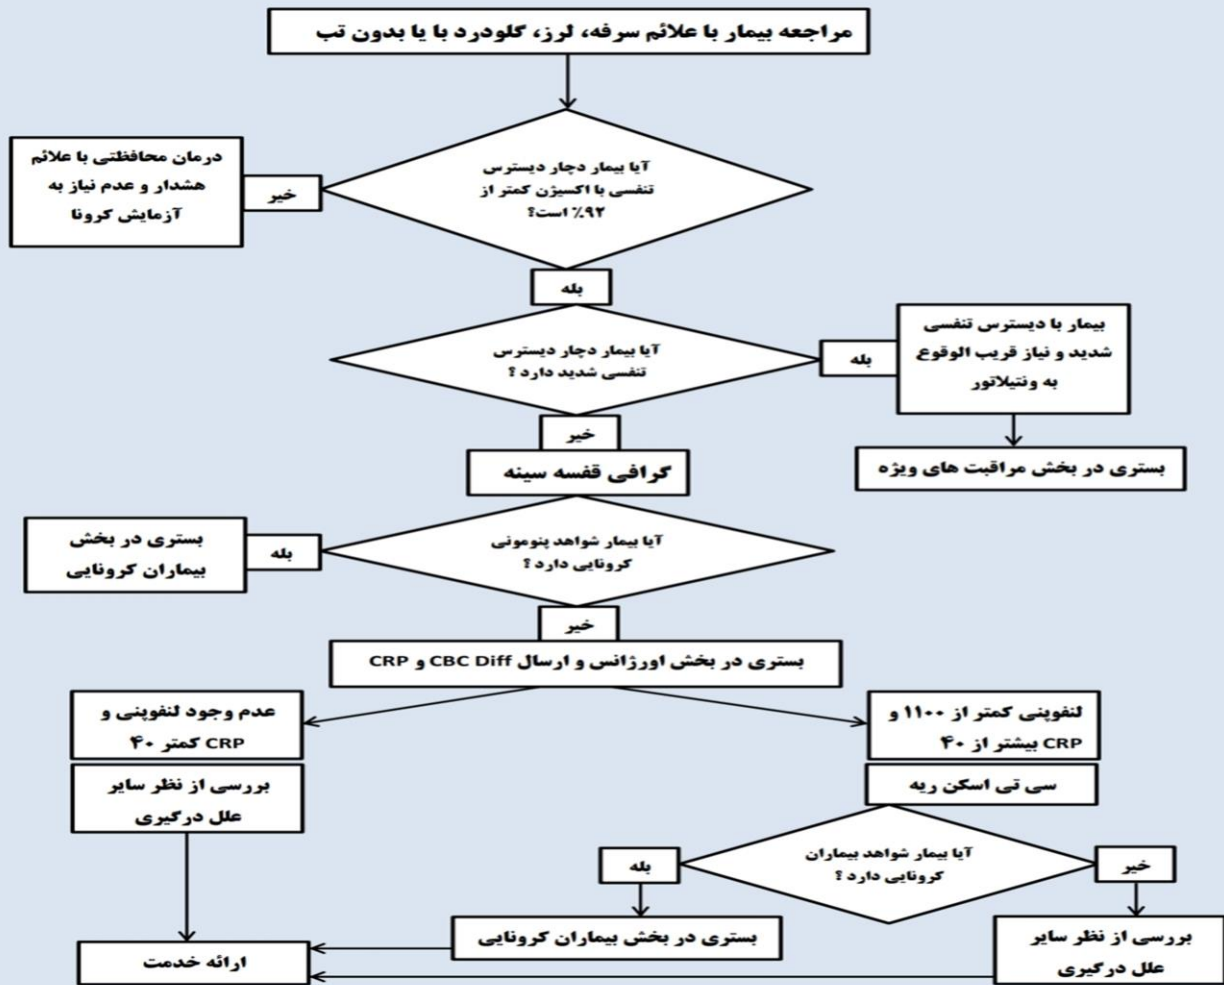 مراجعه بیمار با علائم سرفه، لرز، گلودرد با یا بدون تب
آیا بیمار دچار دیسترس
تنفسی با اکسیژن کمتر از
۹۲٪ است؟
خیر
درمان محافظتی با علائم
هشدار و عدم نیاز به
آزمایش کرونا
بله
آیا بیمار دچار دیسترس
تنفسی شدید دارد ؟
بله
بیمار با دیسترس تنفسی
شدید و نیاز قریب الوقوع
به ونتیلاتور
بستری در بخش مراقبت های ویژه
خیر
گرافی قفسه سینه
آیا بیمار شواهد پنومونی
کرونایی دارد ؟
بله
بستری در بخش
بیماران کرونایی
خیر
بستری در بخش اورژانس و ارسال CBC Diff و CRP
لنفوپنی کمتر از ۱۱۰۰ و
CRP بیشتر از ۴۰
سی تی اسکن ریه
آیا بیمار شواهد بیماران
کرونایی دارد ؟
خیر
بررسی از نظر سایر
علل درگیری
بله
بستری در بخش بیماران کرونایی
عدم وجود لنفوپنی و
CRP کمتر ۴۰
بررسی از نظر سایر
علل درگیری
ارائه خدمت